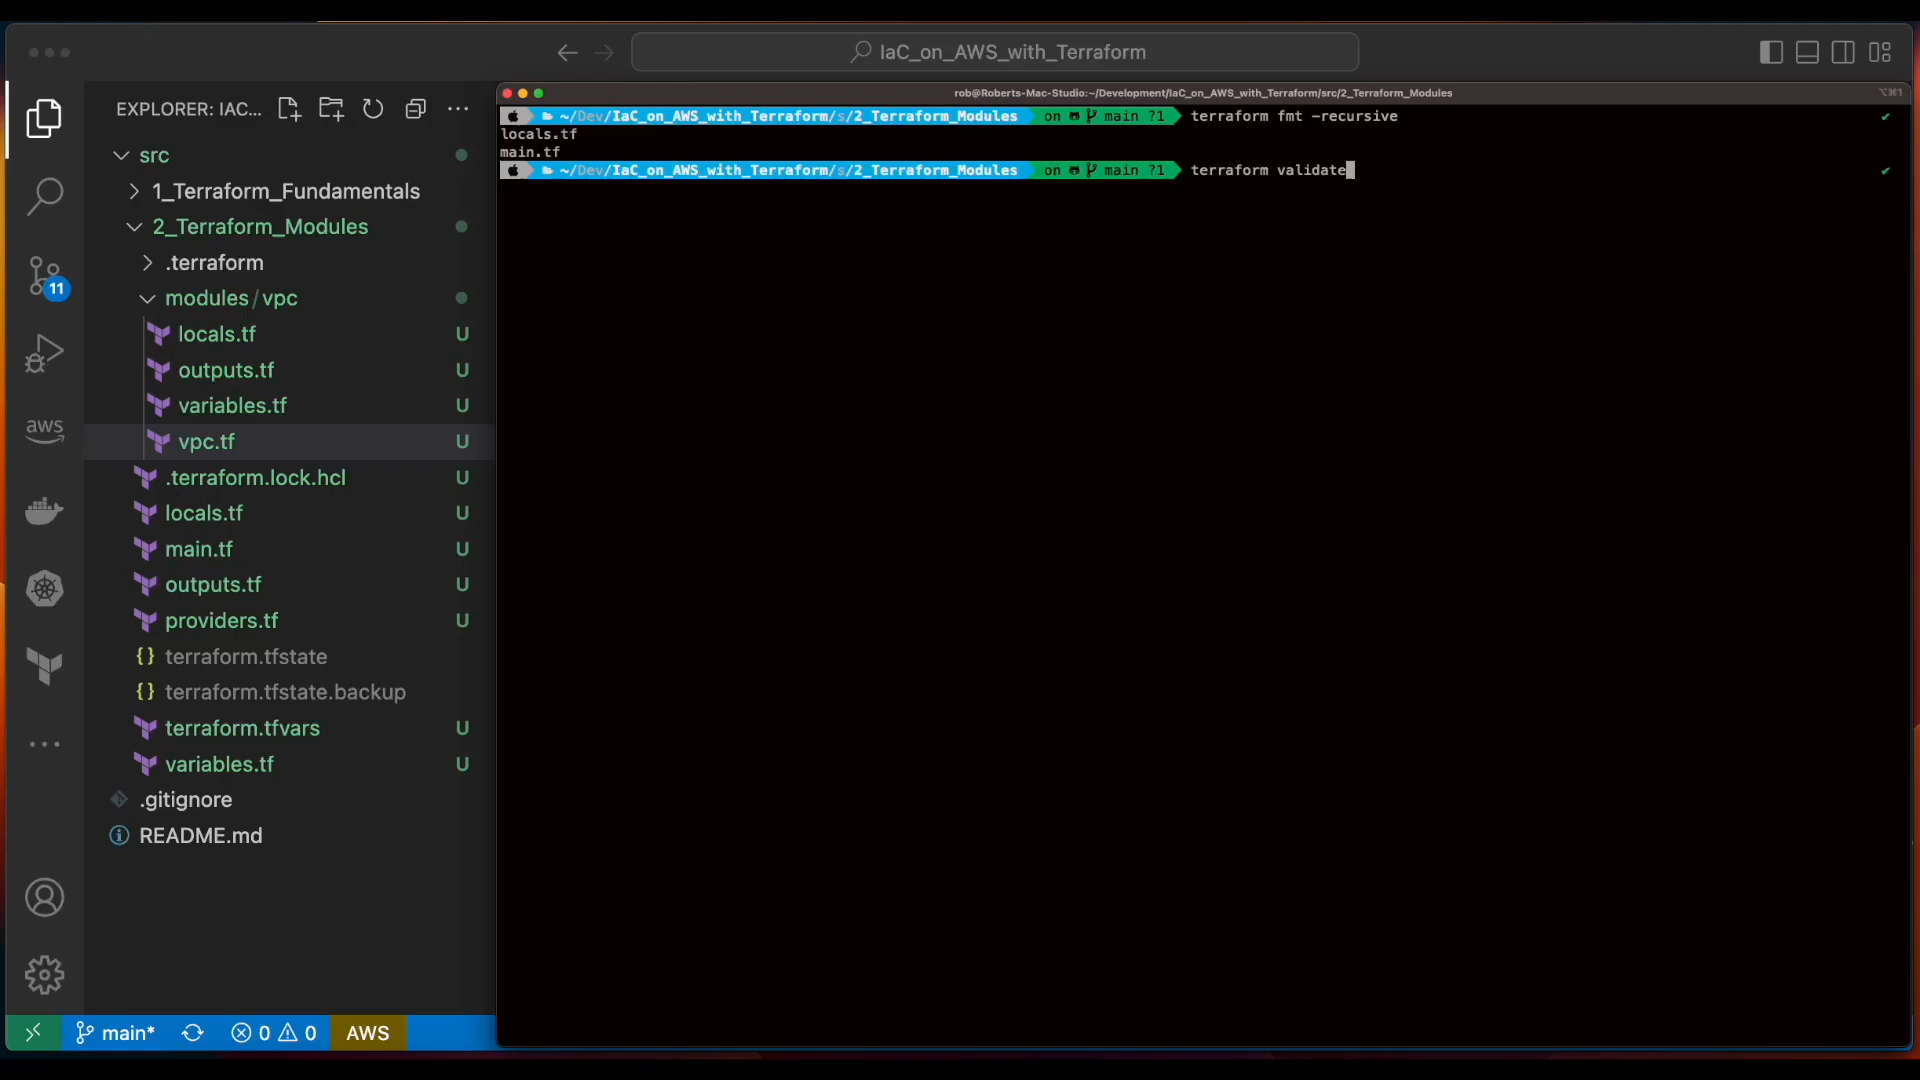 IaC_on_AWS_with_Terraform
EXPLORER: IAC...
src
1_Terraform_Fundamentals
2_Terraform_Modules
.terraform
modules/vpc
locals.tf U
outputs.tf U
variables.tf U
vpc.tf U
.terraform.lock.hcl U
locals.tf U
main.tf U
outputs.tf U
providers.tf U
{} terraform.tfstate
{} terraform.tfstate.backup
terraform.tfvars U
variables.tf U
.gitignore
README.md
11
aws
main*
0 0
AWS
rob@Roberts-Mac-Studio:~/Development/IaC_on_AWS_with_Terraform/src/2_Terraform_Modules
⌥⌘1
~/Dev/IaC_on_AWS_with_Terraform/s/2_Terraform_Modules on main ?1 terraform fmt -recursive
locals.tf
main.tf
~/Dev/IaC_on_AWS_with_Terraform/s/2_Terraform_Modules on main ?1 terraform validate